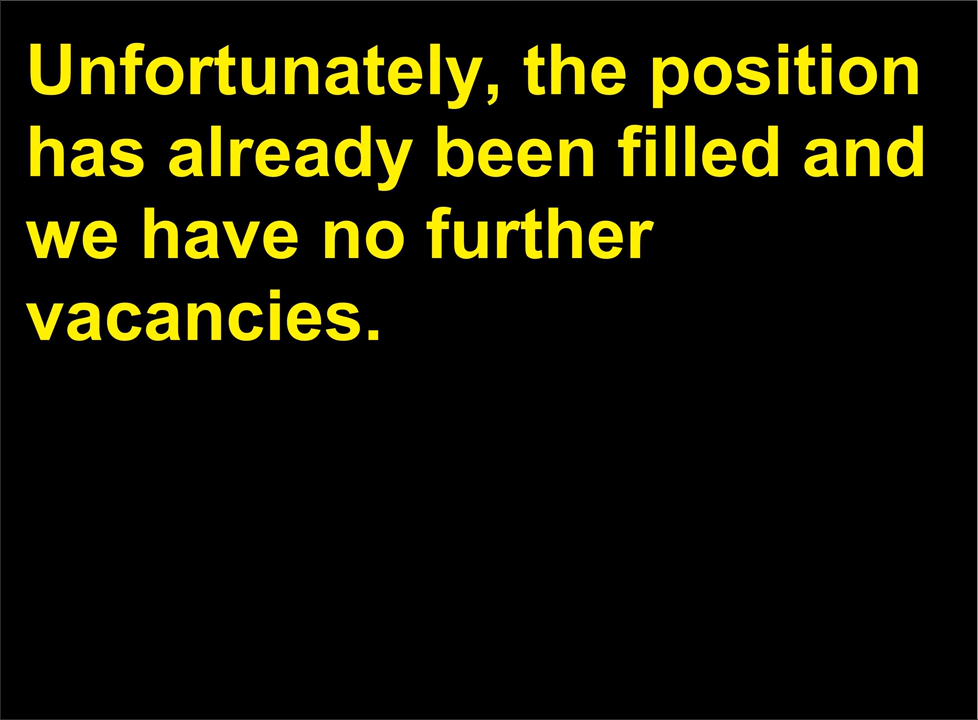 Unfortunately, the position
has already been filled and
we have no further
vacancies.